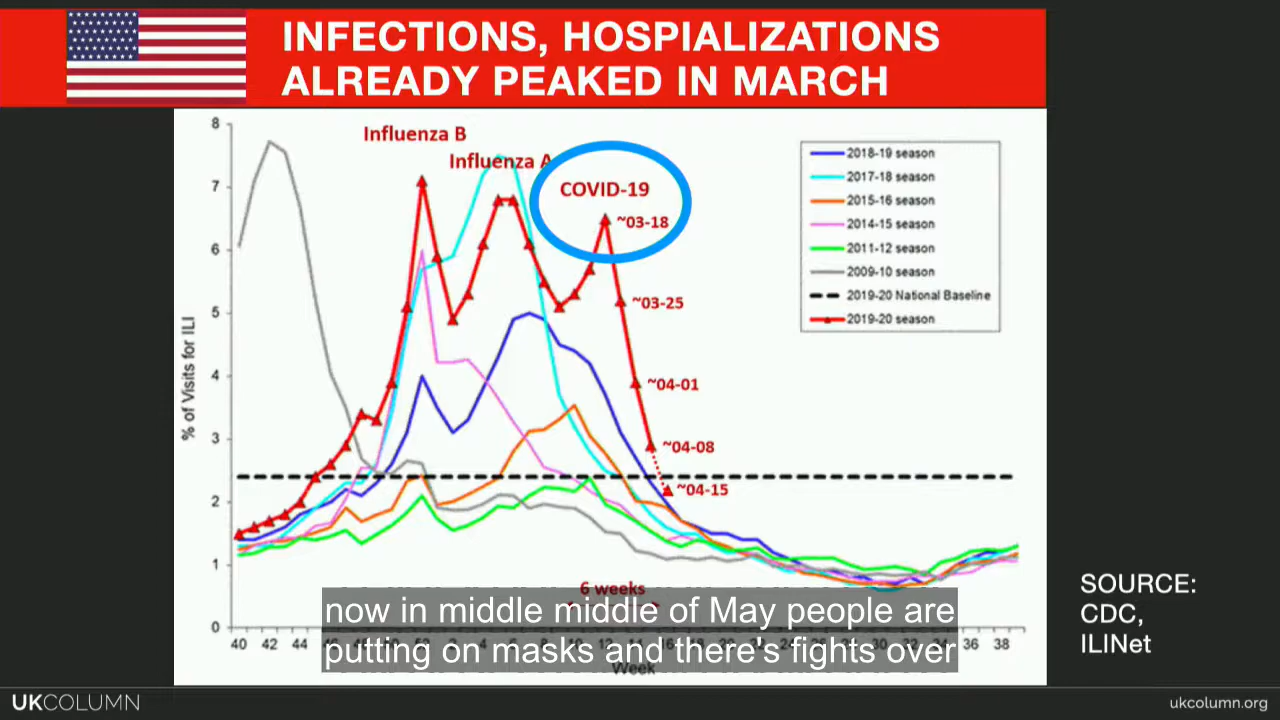 INFECTIONS, HOSPIALIZATIONS
ALREADY PEAKED IN MARCH
Influenza B
Influenza A
COVID-19
~03-18
~03-25
~04-01
~04-08
~04-15
2018-19 season
2017-18 season
2015-16 season
2014-15 season
2011-12 season
2009-10 season
2019-20 National Baseline
2019-20 season
% of Visits for ILI
8
7
6
5
4
3
2
1
0
6 weeks
40 42 44 36 38
Week
now in middle middle of May people are
putting on masks and there's fights over
SOURCE:
CDC,
ILINet
UKCOLUMN
ukcolumn.org